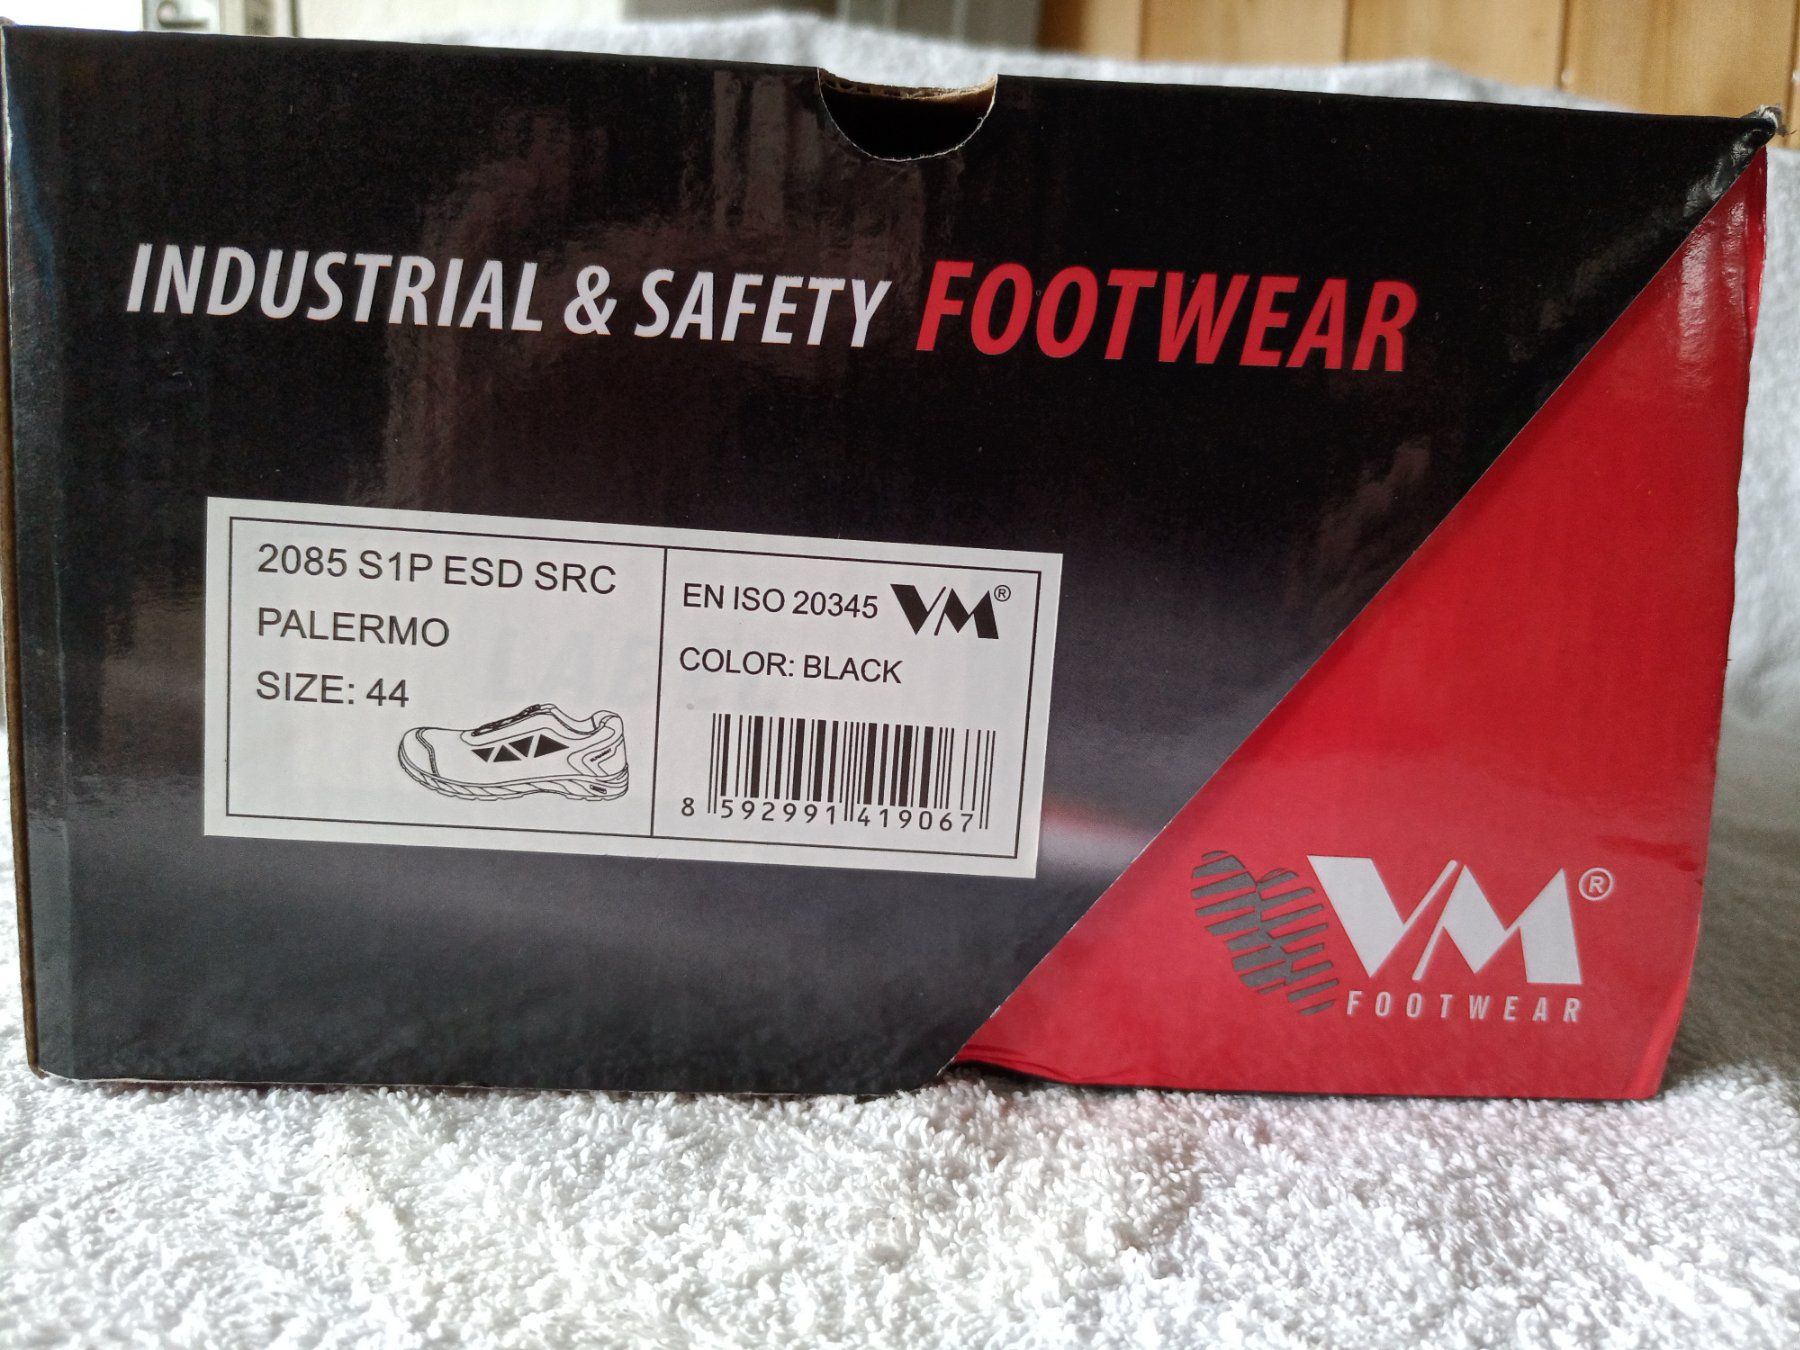 INDUSTRIAL & SAFETY FOOTWEAR
2085 S1P ESD SRC
PALERMO
SIZE: 44
EN ISO 20345 VM®
COLOR: BLACK
8 592991 419067
VM®
FOOTWEAR